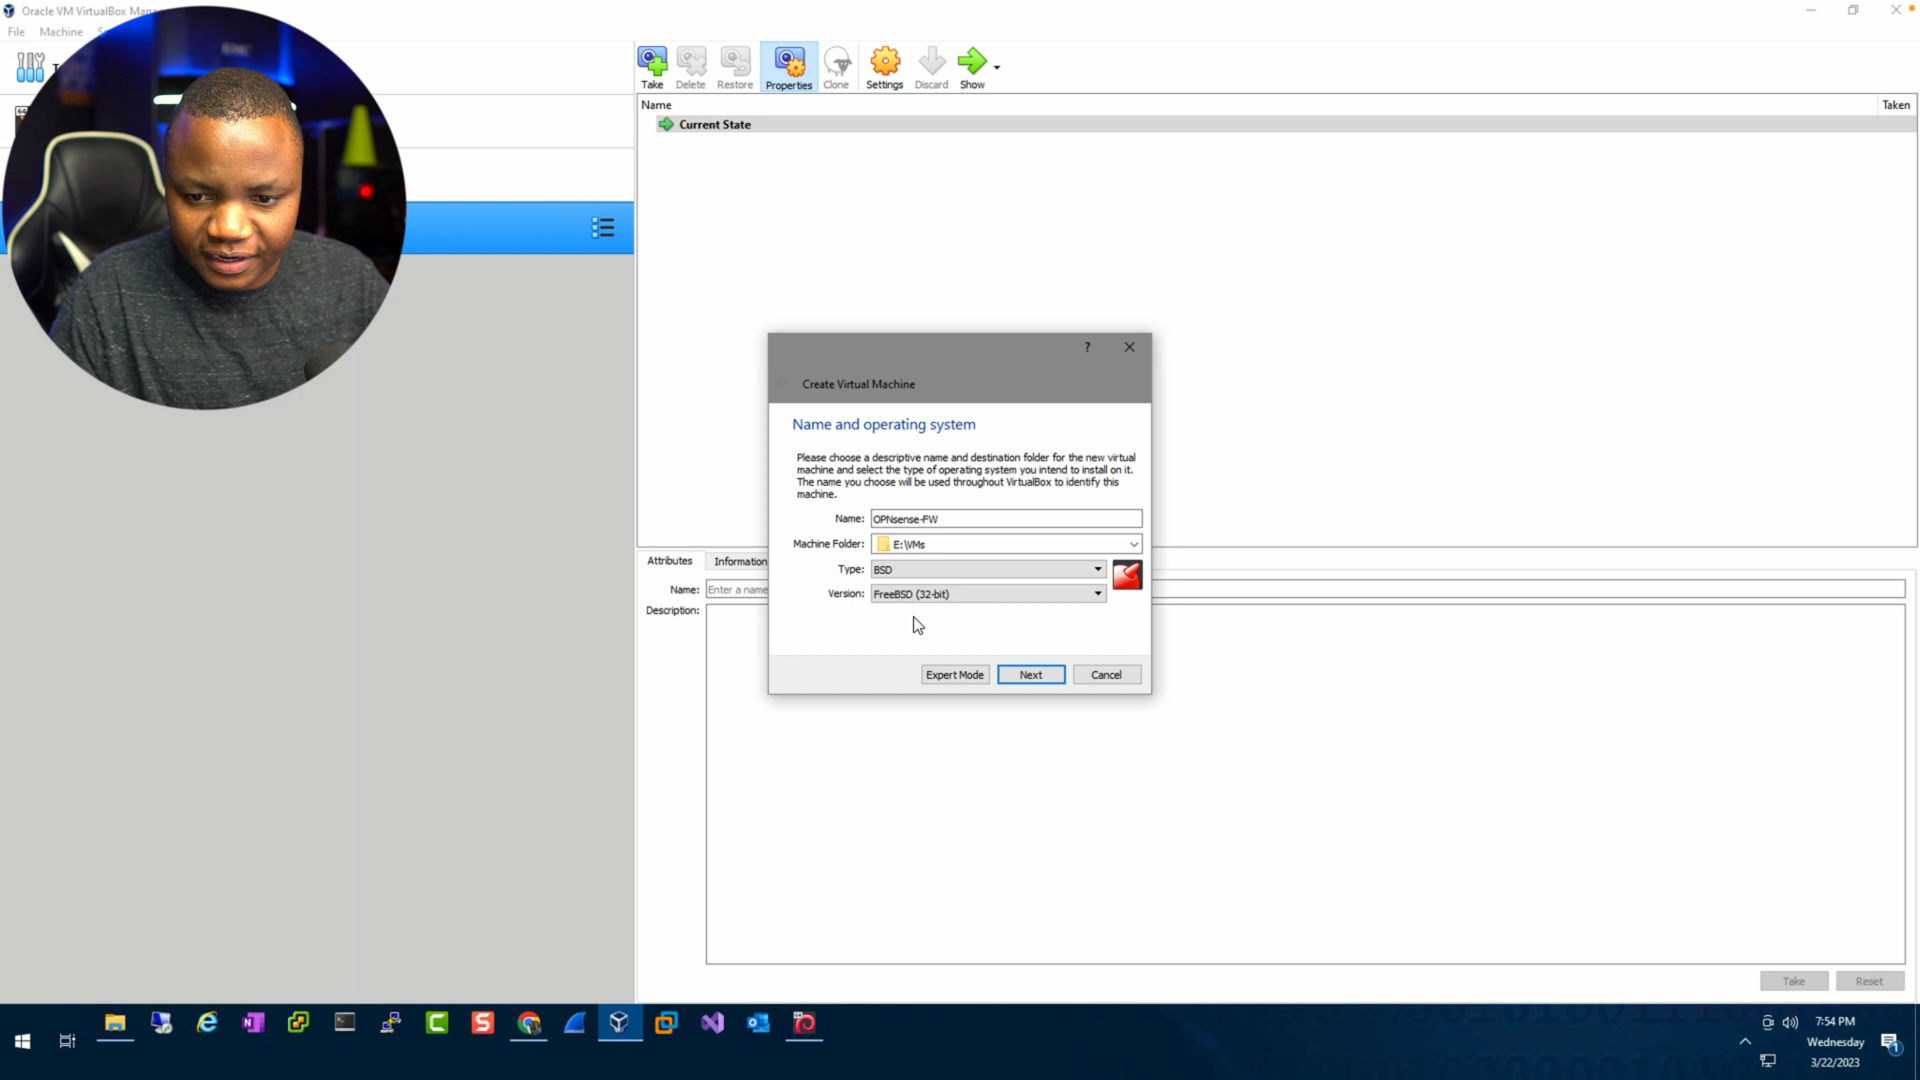 Oracle VM VirtualBox Mana
File Machine
Take Delete Restore Properties Clone Settings Discard Show
Name Taken
Current State
Create Virtual Machine
Name and operating system
Please choose a descriptive name and destination folder for the new virtual
machine and select the type of operating system you intend to install on it.
The name you choose will be used throughout VirtualBox to identify this
machine.
Name: OPNsense-FW
Machine Folder: E:\VMs
Type: BSD
Version: FreeBSD (32-bit)
Expert Mode Next Cancel
Attributes Information
Name: Enter a name
Description:
Take Reset
7:54 PM
Wednesday
3/22/2023
1